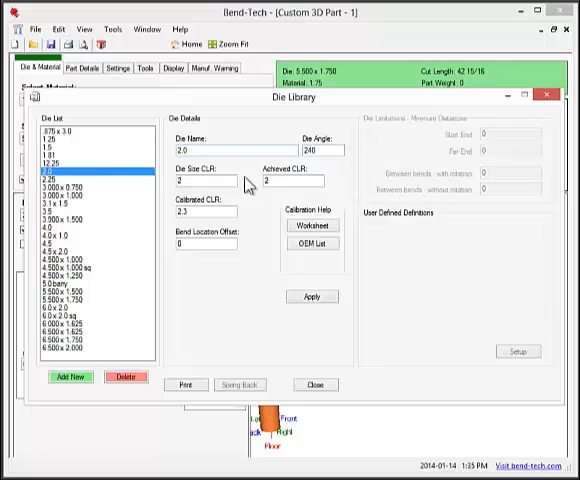 Bend-Tech - [Custom 3D Part - 1]
File Edit View Tools Window Help
Home Zoom Fit
Die & Material Part Details Settings Tools Display Manuf. Warning
Die: 5.500 x 1.750 Cut Length: 42 15/16
Material: 1.75 Part Weight: 0
Die Library
Die List
.875 x 3.0
1.25
1.5
1.81
12.25
2.0
2.25
3.000 x 0.750
3.000 x 1.000
3.1 x 1.5
3.5
3.900 x 1.500
4.0
4.0 x 1.0
4.5
4.5 x 2.0
4.500 x 1.000
4.500 x 1.000 sq
4.500 x 1.250
5.0 barry
5.500 x 1.500
5.500 x 1.750
6.0 x 2.0
6.0 x 2.0 sq
6.000 x 1.625
6.500 x 1.625
6.500 x 1.750
6.500 x 2.000
Add New Delete
Die Details
Die Name: Die Angle:
2.0 240
Die Size CLR: Achieved CLR:
2 2
Calibrated CLR:
2.3
Bend Location Offset:
0
Calibration Help
Worksheet
OEM List
Apply
Die Limitations - Minimum Distances
Start End 0
Far End 0
Between bends - with rotation 0
Between bends - without rotation 0
User Defined Definitions
Setup
Print Spring Back Close
Front
Right
Floor
2014-01-14 1:35 PM Visit bend-tech.com